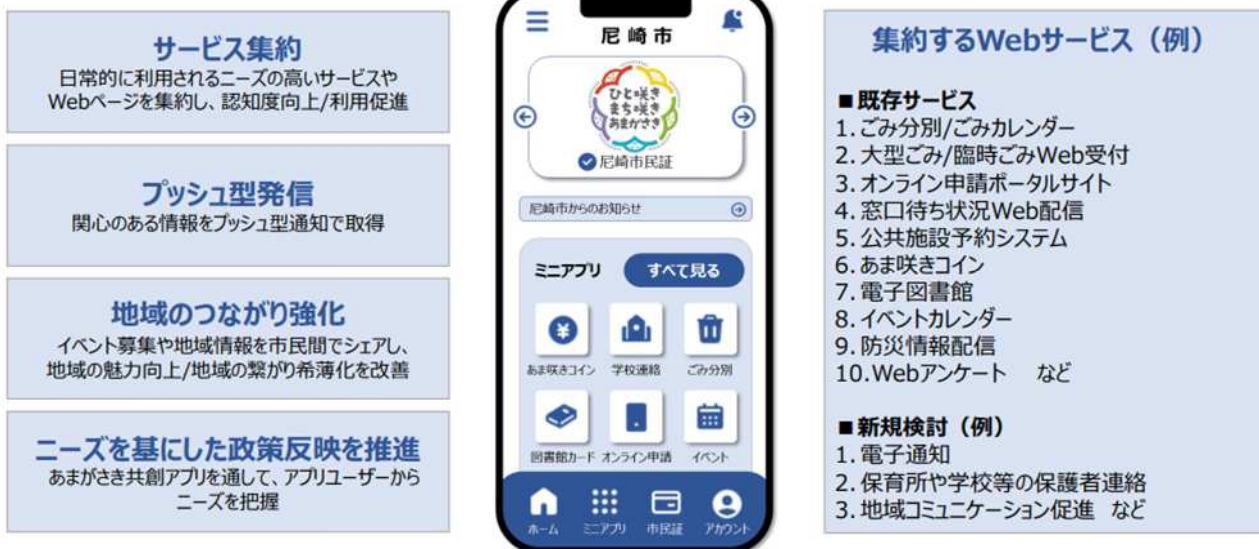 サービス集約
日常的に利用されるニーズの高いサービスや
Webページを集約し、認知度向上/利用促進
プッシュ型発信
関心のある情報をプッシュ型通知で取得
地域のつながり強化
イベント募集や地域情報を市民間でシェアし、
地域の魅力向上/地域の繋がり希薄化を改善
ニーズを基にした政策反映を推進
あまがさき共創アプリを通して、アプリユーザーから
ニーズを把握
尼崎市
ひと咲き
まち咲き
あまがさき
尼崎市民証
尼崎市からのお知らせ
ミニアプリ
すべて見る
あま咲きコイン 学校連絡 ごみ分別
図書館カード オンライン申請 イベント
ホーム ミニアプリ 市民証 アカウント
集約するWebサービス（例）
■既存サービス
1.ごみ分別/ごみカレンダー
2.大型ごみ/臨時ごみWeb受付
3.オンライン申請ポータルサイト
4.窓口待ち状況Web配信
5.公共施設予約システム
6.あま咲きコイン
7.電子図書館
8.イベントカレンダー
9.防災情報配信
10.Webアンケート　など
■新規検討（例）
1.電子通知
2.保育所や学校等の保護者連絡
3.地域コミュニケーション促進 など